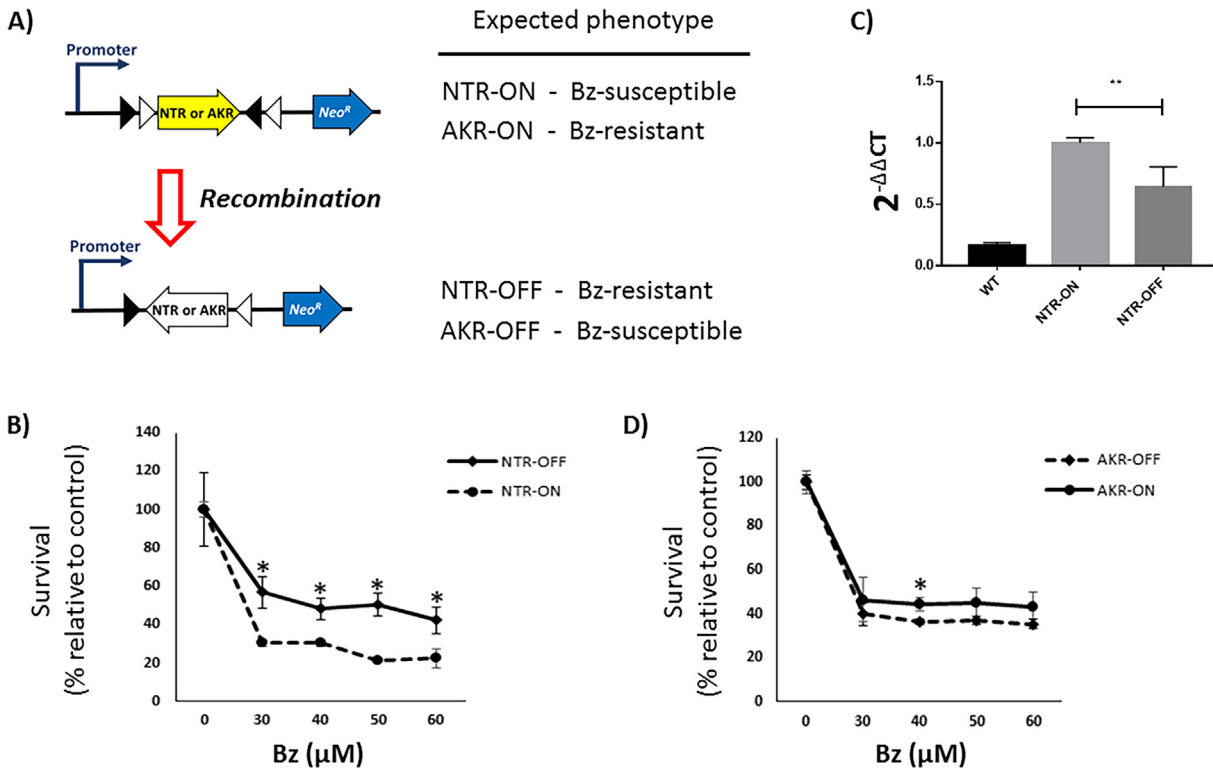 A)
Expected phenotype
Promoter
NTR or AKR
Neo^R
NTR-ON - Bz-susceptible
AKR-ON - Bz-resistant
Recombination
Promoter
NTR or AKR
Neo^R
NTR-OFF - Bz-resistant
AKR-OFF - Bz-susceptible
C)
2^-ΔΔCT
1.5
1.0
0.5
0.0
**
WT
NTR-ON
NTR-OFF
B)
Survival
(% relative to control)
140
120
100
80
60
40
20
0
* * * *
NTR-OFF
NTR-ON
0 30 40 50 60
Bz (µM)
D)
Survival
(% relative to control)
120
100
80
60
40
20
0
*
AKR-OFF
AKR-ON
0 30 40 50 60
Bz (µM)